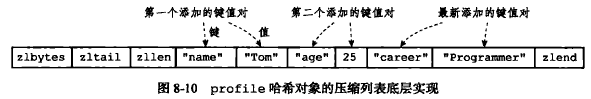 第一个添加的键值对 第二个添加的键值对 最新添加的键值对
键 值
zlbytes zltail zllen "name" "Tom" "age" 25 "career" "Programmer" zlend
图 8-10 profile 哈希对象的压缩列表底层实现